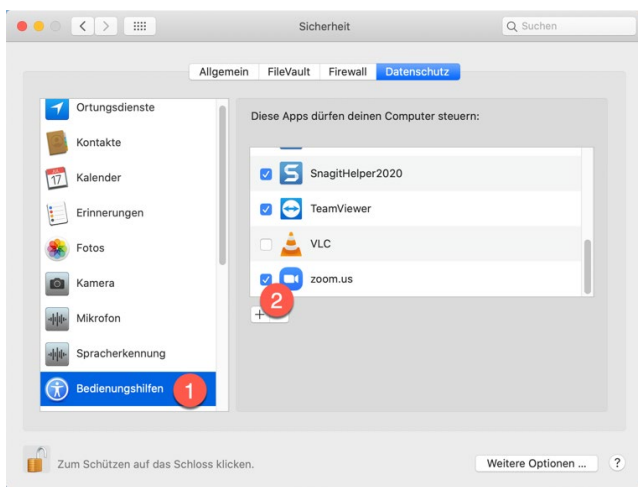 Sicherheit
Suchen
Allgemein FileVault Firewall Datenschutz
Ortungsdienste
Kontakte
17
Kalender
Erinnerungen
Fotos
Kamera
Mikrofon
Spracherkennung
Bedienungshilfen
1
Diese Apps dürfen deinen Computer steuern:
SnagitHelper2020
TeamViewer
VLC
zoom.us
2
+
Zum Schützen auf das Schloss klicken.
Weitere Optionen ...
?